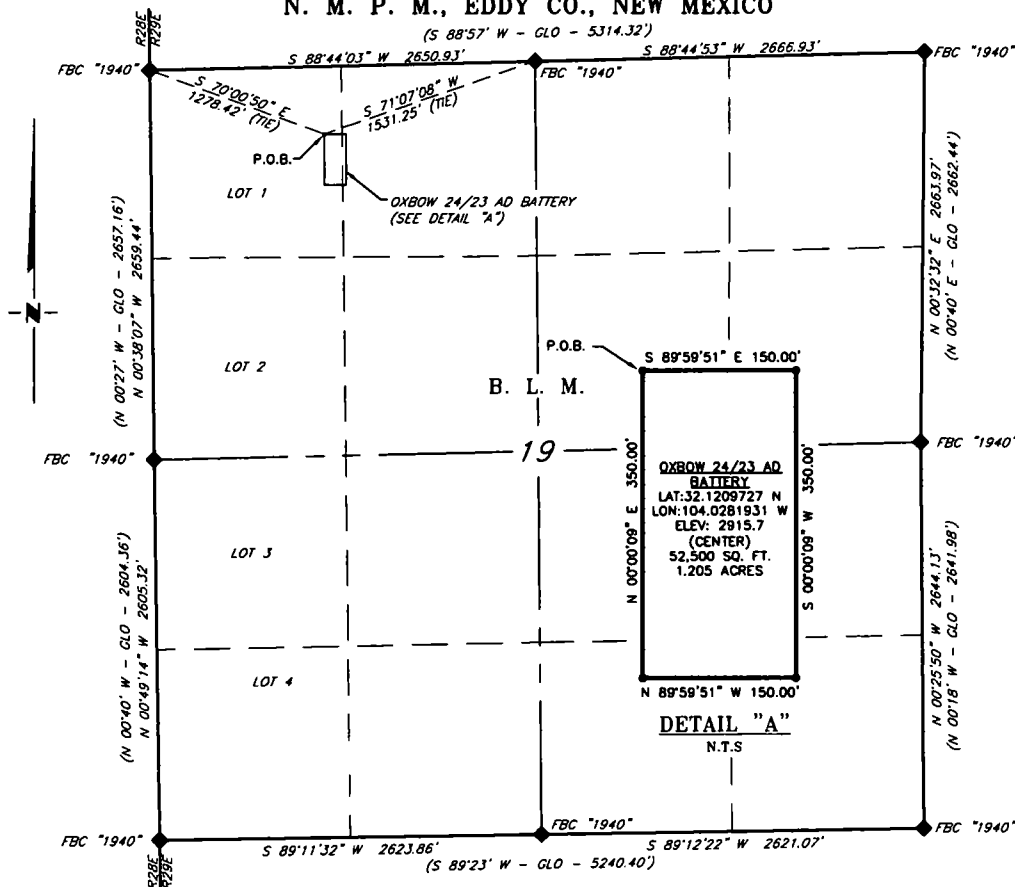 N. M. P. M., EDDY CO., NEW MEXICO
(S 88°57' W - GLO - 5314.32')
R28E
R29E
S 88°44'03" W 2650.93'
S 88°44'53" W 2666.93'
FBC "1940"
FBC "1940"
FBC "1940"
S 70°00'50" E
1278.42' (TIE)
S 71°07'08" W
1531.25' (TIE)
P.O.B.
LOT 1
OXBOW 24/23 AD BATTERY
(SEE DETAIL "A")
(N 00°27' W - GLO - 2657.16')
N 00°38'07" W 2659.44'
N 00°32'32" E 2663.97'
(N 00°40' E - GLO - 2662.44')
N
LOT 2
B. L. M.
P.O.B.
S 89°59'51" E 150.00'
FBC "1940"
19
FBC "1940"
N 00°00'09" E 350.00'
OXBOW 24/23 AD
BATTERY
LAT:32.1209727 N
LON:104.0281931 W
ELEV: 2915.7
(CENTER)
52,500 SQ. FT.
1.205 ACRES
S 00°00'09" W 350.00'
LOT 3
(N 00°40' W - GLO - 2604.36')
N 00°49'14" W 2605.32'
N 00°25'50" W 2644.13'
(N 00°18' W - GLO - 2641.98')
LOT 4
N 89°59'51" W 150.00'
DETAIL "A"
N.T.S
FBC "1940"
FBC "1940"
FBC "1940"
S 89°11'32" W 2623.86'
S 89°12'22" W 2621.07'
(S 89°23' W - GLO - 5240.40')
R28E
R29E